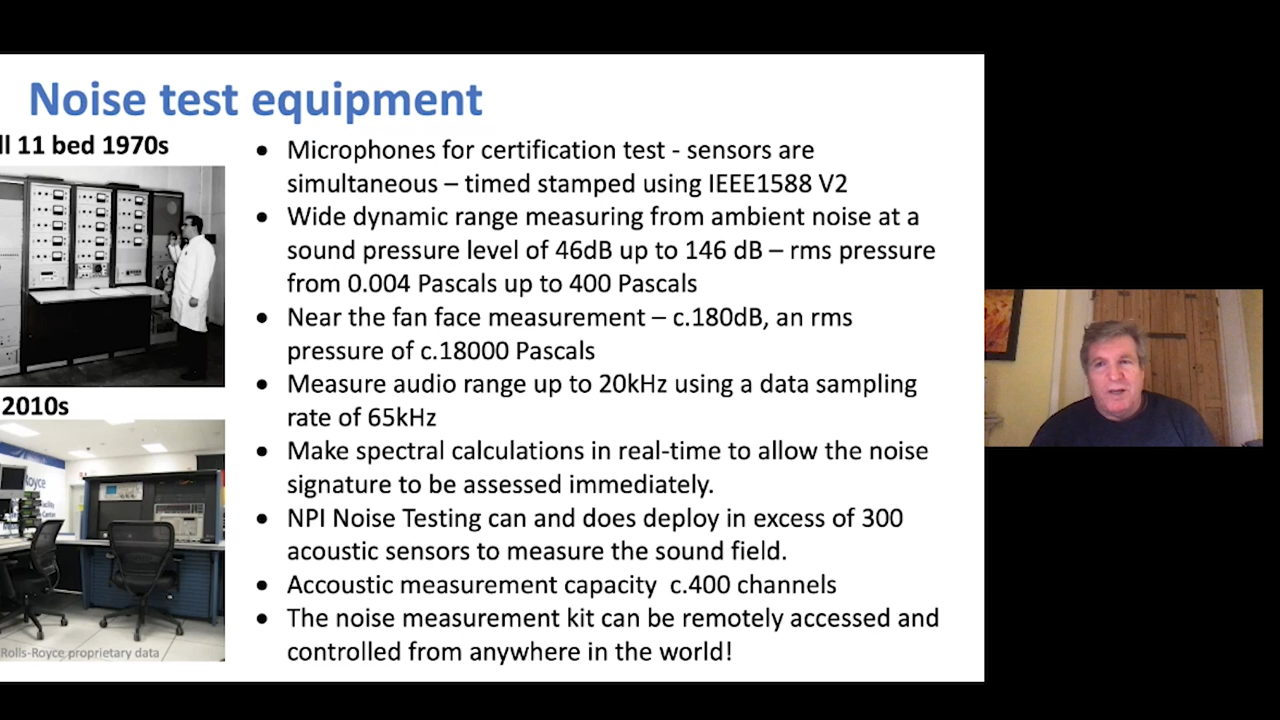 Noise test equipment
ll 11 bed 1970s
2010s
Royce
Rolls-Royce proprietary data
• Microphones for certification test - sensors are
simultaneous – timed stamped using IEEE1588 V2
• Wide dynamic range measuring from ambient noise at a
sound pressure level of 46dB up to 146 dB – rms pressure
from 0.004 Pascals up to 400 Pascals
• Near the fan face measurement – c.180dB, an rms
pressure of c.18000 Pascals
• Measure audio range up to 20kHz using a data sampling
rate of 65kHz
• Make spectral calculations in real-time to allow the noise
signature to be assessed immediately.
• NPI Noise Testing can and does deploy in excess of 300
acoustic sensors to measure the sound field.
• Accoustic measurement capacity  c.400 channels
• The noise measurement kit can be remotely accessed and
controlled from anywhere in the world!